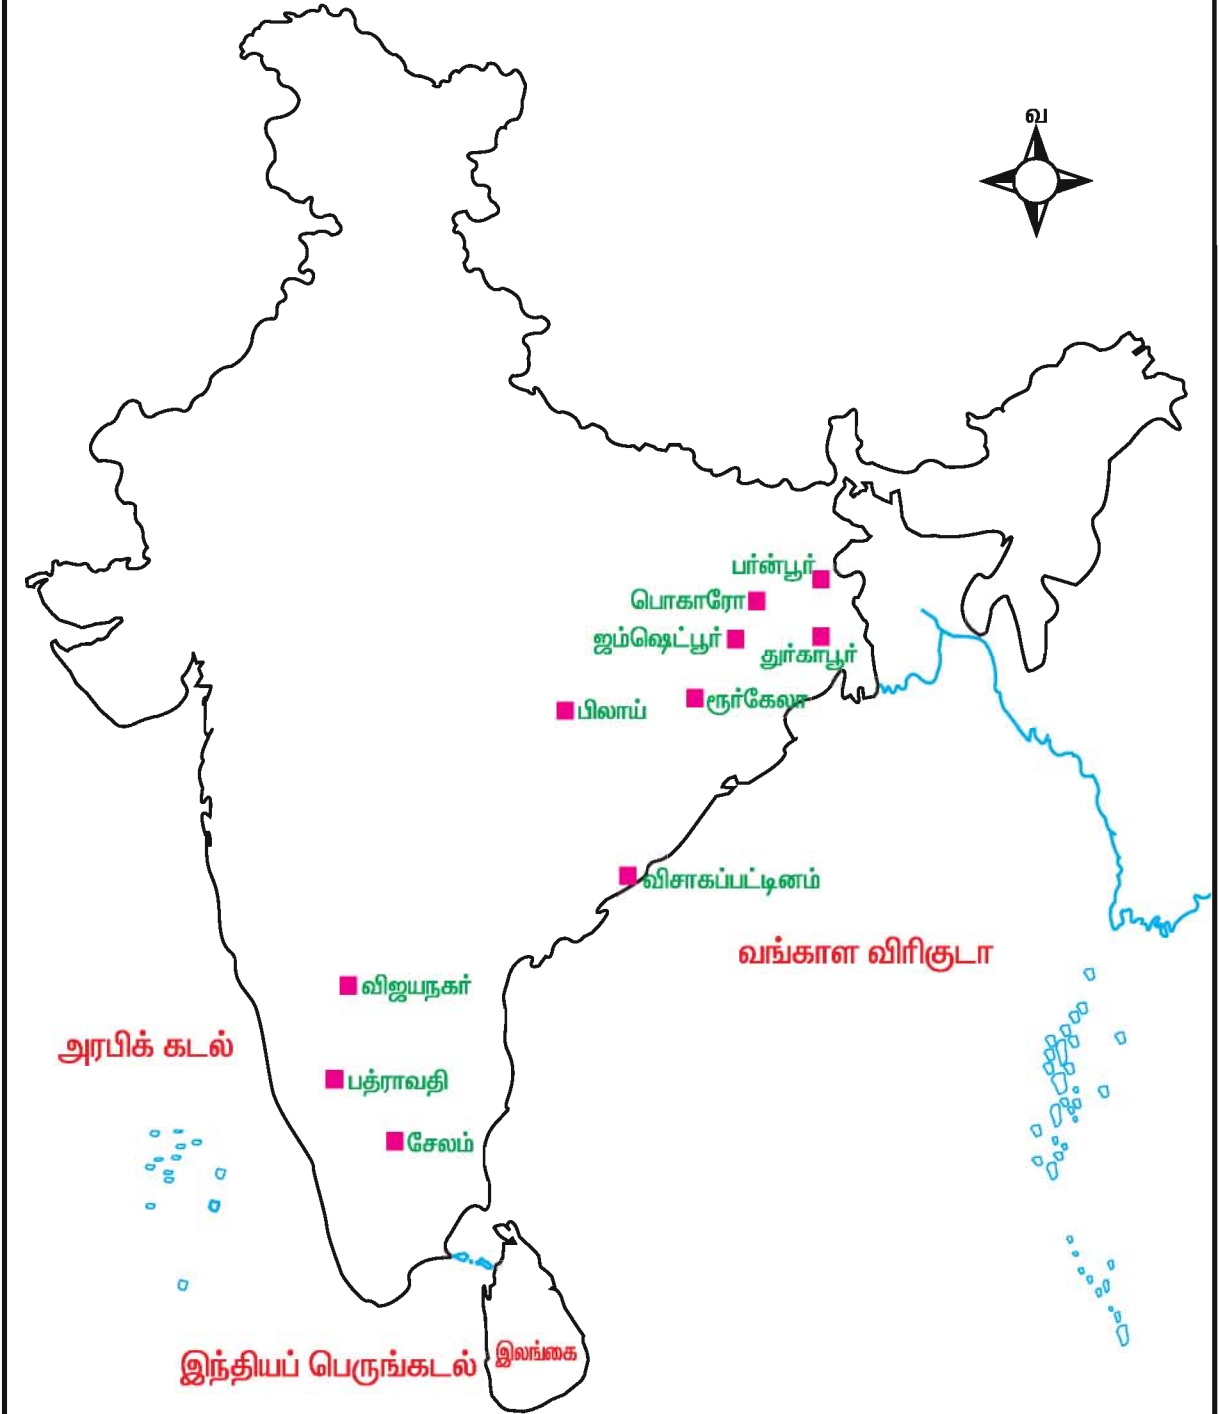 வ
பர்ன்பூர்
பொகாரோ
ஜம்ஷெட்பூர்
துர்காபூர்
ரூர்கேலா
பிலாய்
விசாகப்பட்டினம்
வங்காள விரிகுடா
விஜயநகர்
அரபிக் கடல்
பத்ராவதி
சேலம்
இலங்கை
இந்தியப் பெருங்கடல்